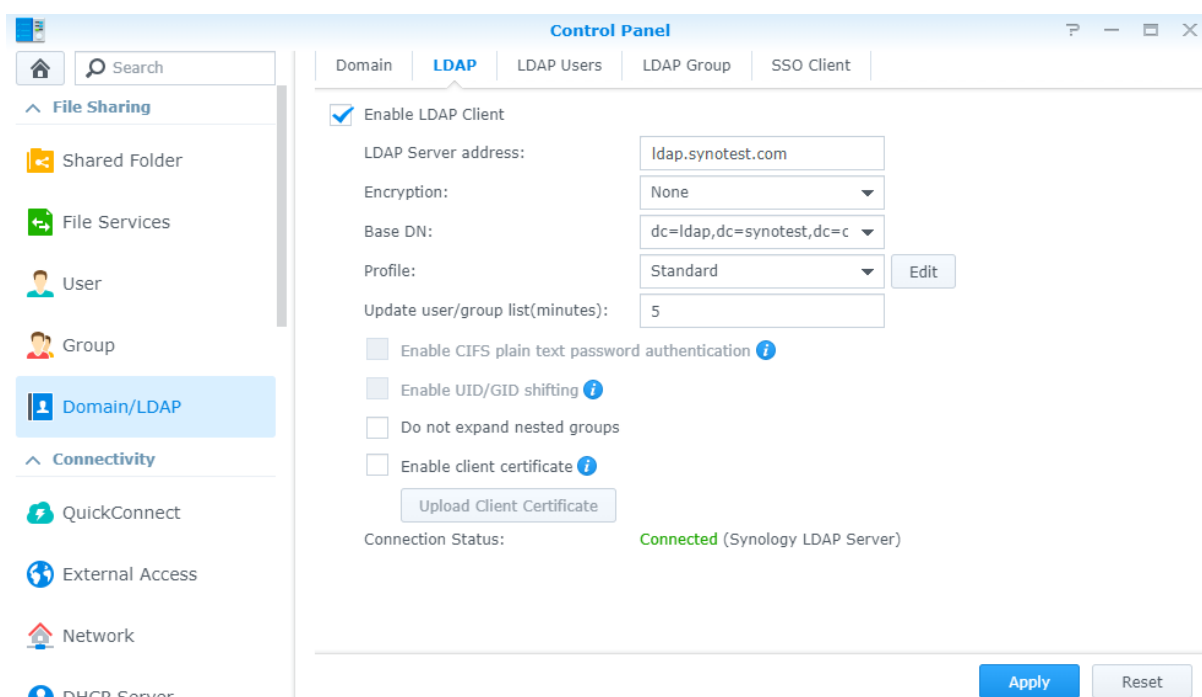 Control Panel
Search
File Sharing
Shared Folder
File Services
User
Group
Domain/LDAP
Connectivity
QuickConnect
External Access
Network
DHCP Server
Domain LDAP LDAP Users LDAP Group SSO Client
Enable LDAP Client
LDAP Server address: ldap.synotest.com
Encryption: None
Base DN: dc=ldap,dc=synotest,dc=c
Profile: Standard Edit
Update user/group list(minutes): 5
Enable CIFS plain text password authentication i
Enable UID/GID shifting i
Do not expand nested groups
Enable client certificate i
Upload Client Certificate
Connection Status: Connected (Synology LDAP Server)
Apply Reset